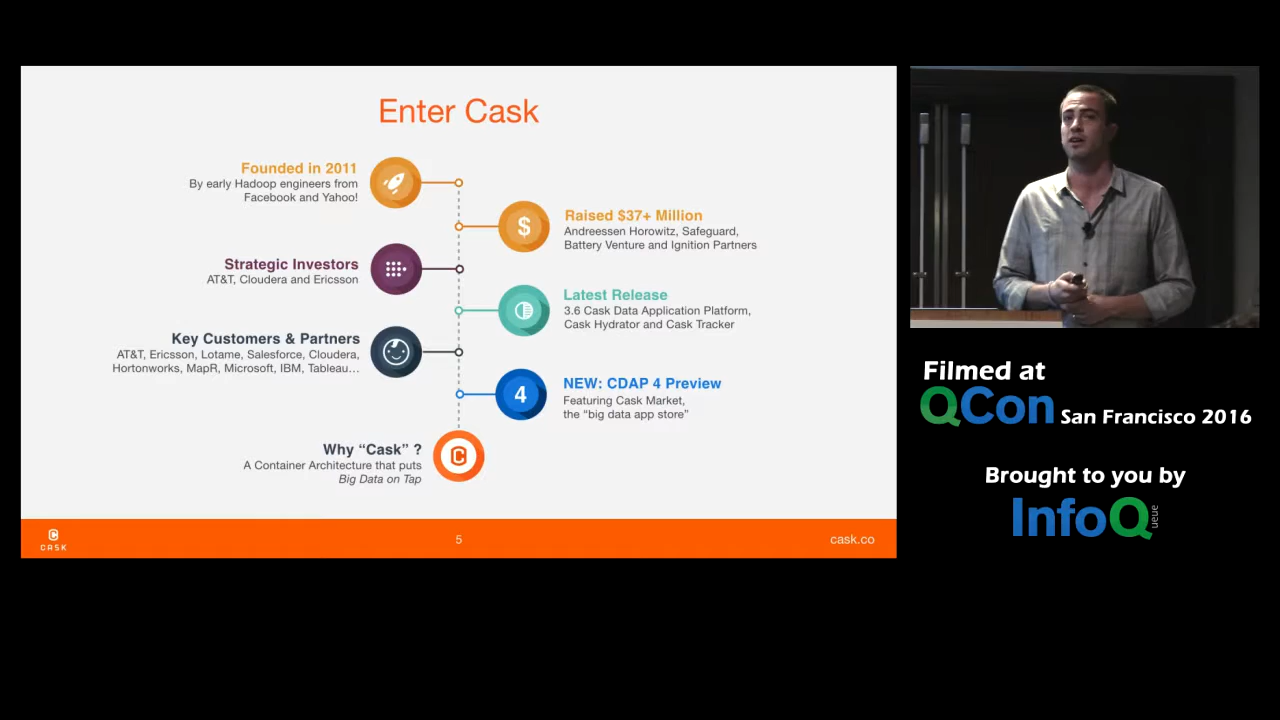 Enter Cask
Founded in 2011
By early Hadoop engineers from
Facebook and Yahoo!
$
Raised $37+ Million
Andreessen Horowitz, Safeguard,
Battery Venture and Ignition Partners
Strategic Investors
AT&T, Cloudera and Ericsson
Latest Release
3.6 Cask Data Application Platform,
Cask Hydrator and Cask Tracker
Key Customers & Partners
AT&T, Ericsson, Lotame, Salesforce, Cloudera,
Hortonworks, MapR, Microsoft, IBM, Tableau…
4
NEW: CDAP 4 Preview
Featuring Cask Market,
the “big data app store”
Why “Cask” ?
A Container Architecture that puts
Big Data on Tap
C
CASK
5
cask.co
Filmed at
QCon San Francisco 2016
Brought to you by
InfoQueue